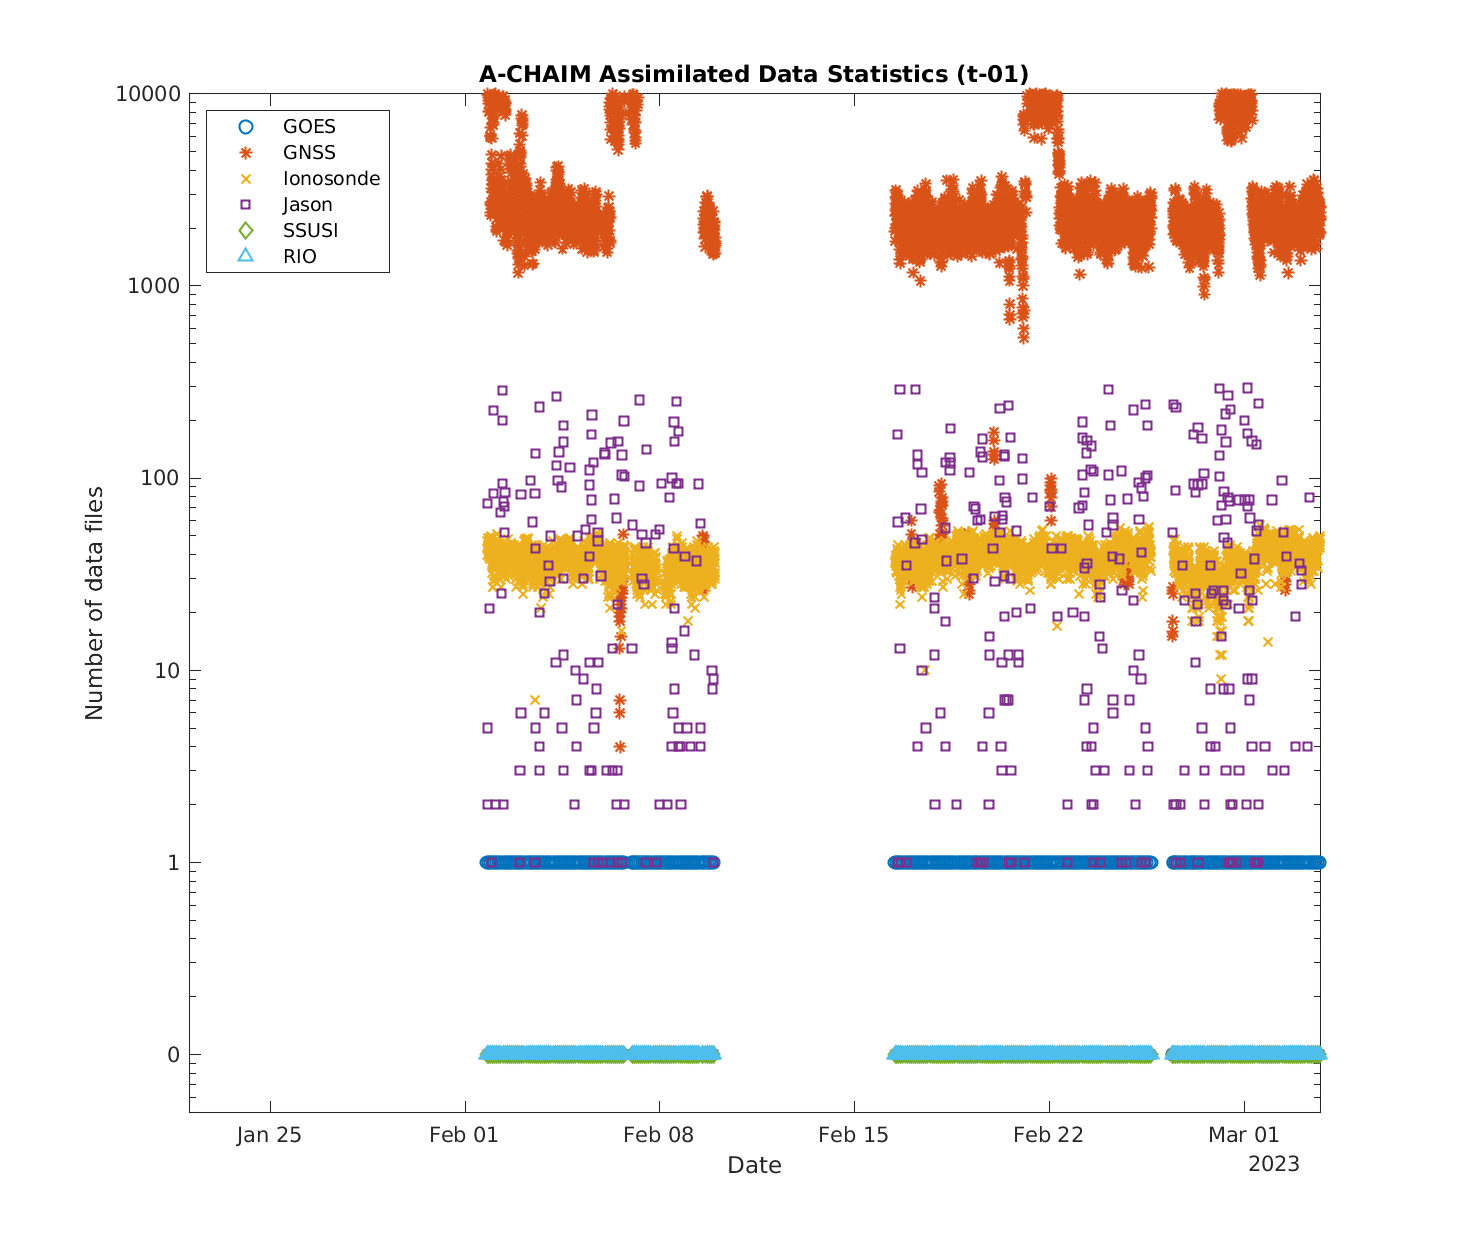 A-CHAIM Assimilated Data Statistics (t-01)
10000
1000
100
10
1
0
Number of data files
GOES
GNSS
Ionosonde
Jason
SSUSI
RIO
Jan 25
Feb 01
Feb 08
Feb 15
Feb 22
Mar 01
Date
2023